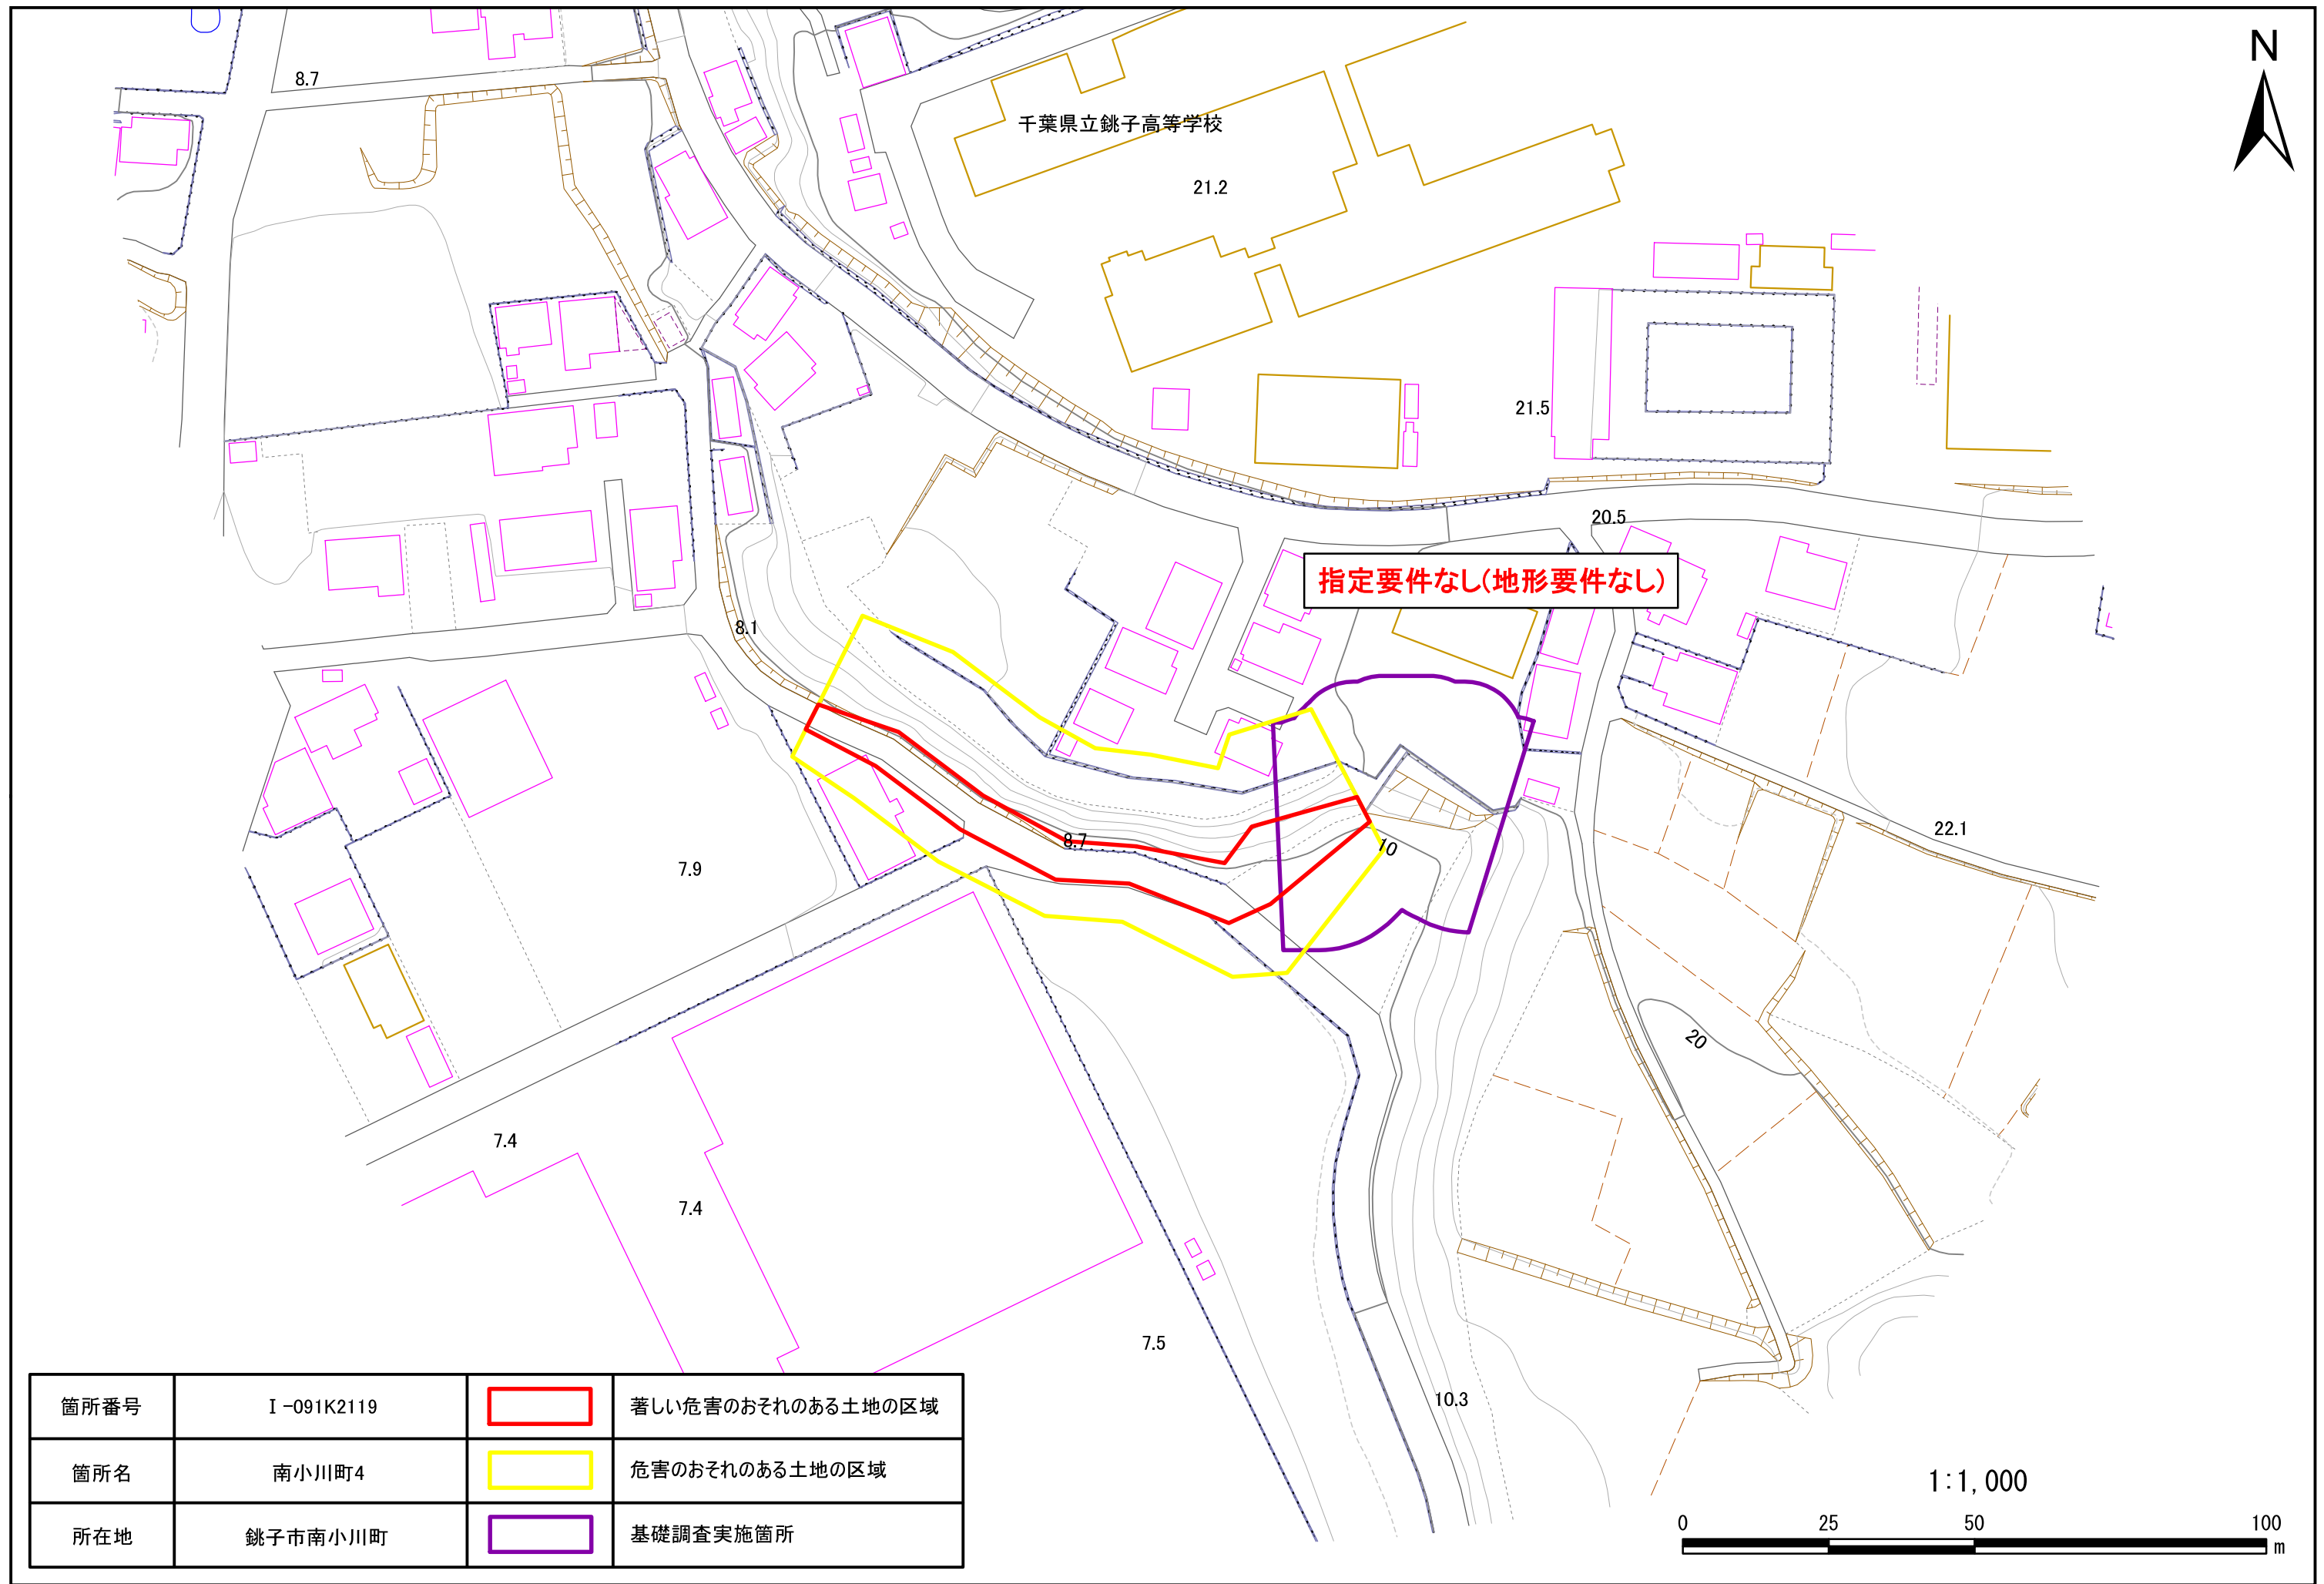 N
8.7
千葉県立銚子高等学校
21.2
21.5
20.5
指定要件なし(地形要件なし)
8.1
22.1
8.7
10
7.9
20
7.4
7.4
7.5
10.3
箇所番号 Ⅰ-091K2119 著しい危害のおそれのある土地の区域
箇所名 南小川町4 危害のおそれのある土地の区域
所在地 銚子市南小川町 基礎調査実施箇所
1:1,000
0 25 50 100
m